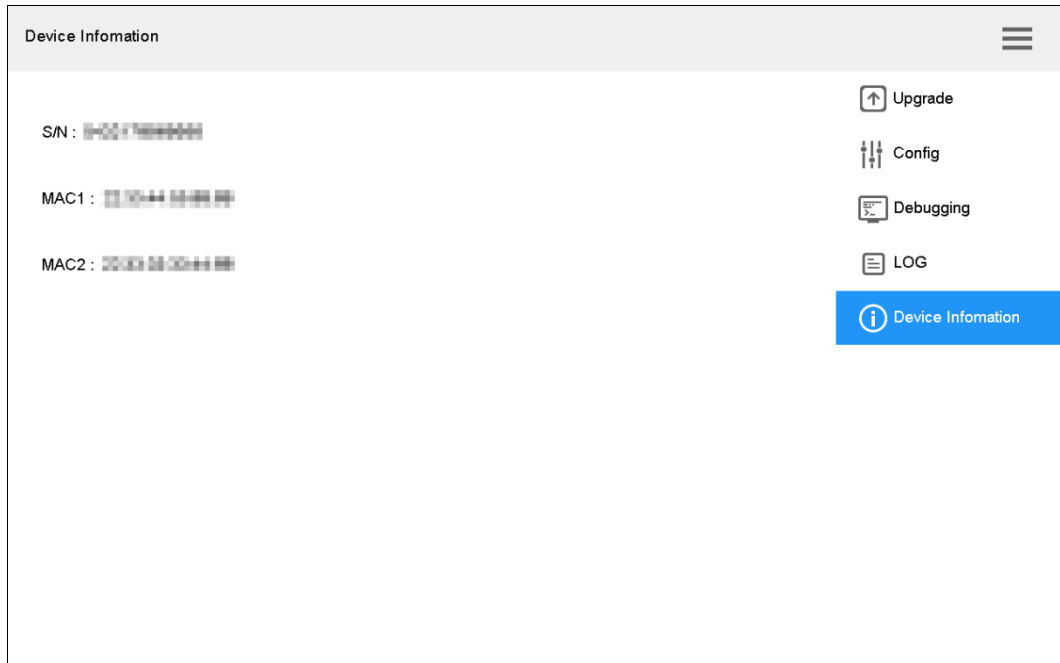 Device Infomation
S/N :
MAC1 :
MAC2 :
Upgrade
Config
Debugging
LOG
Device Infomation